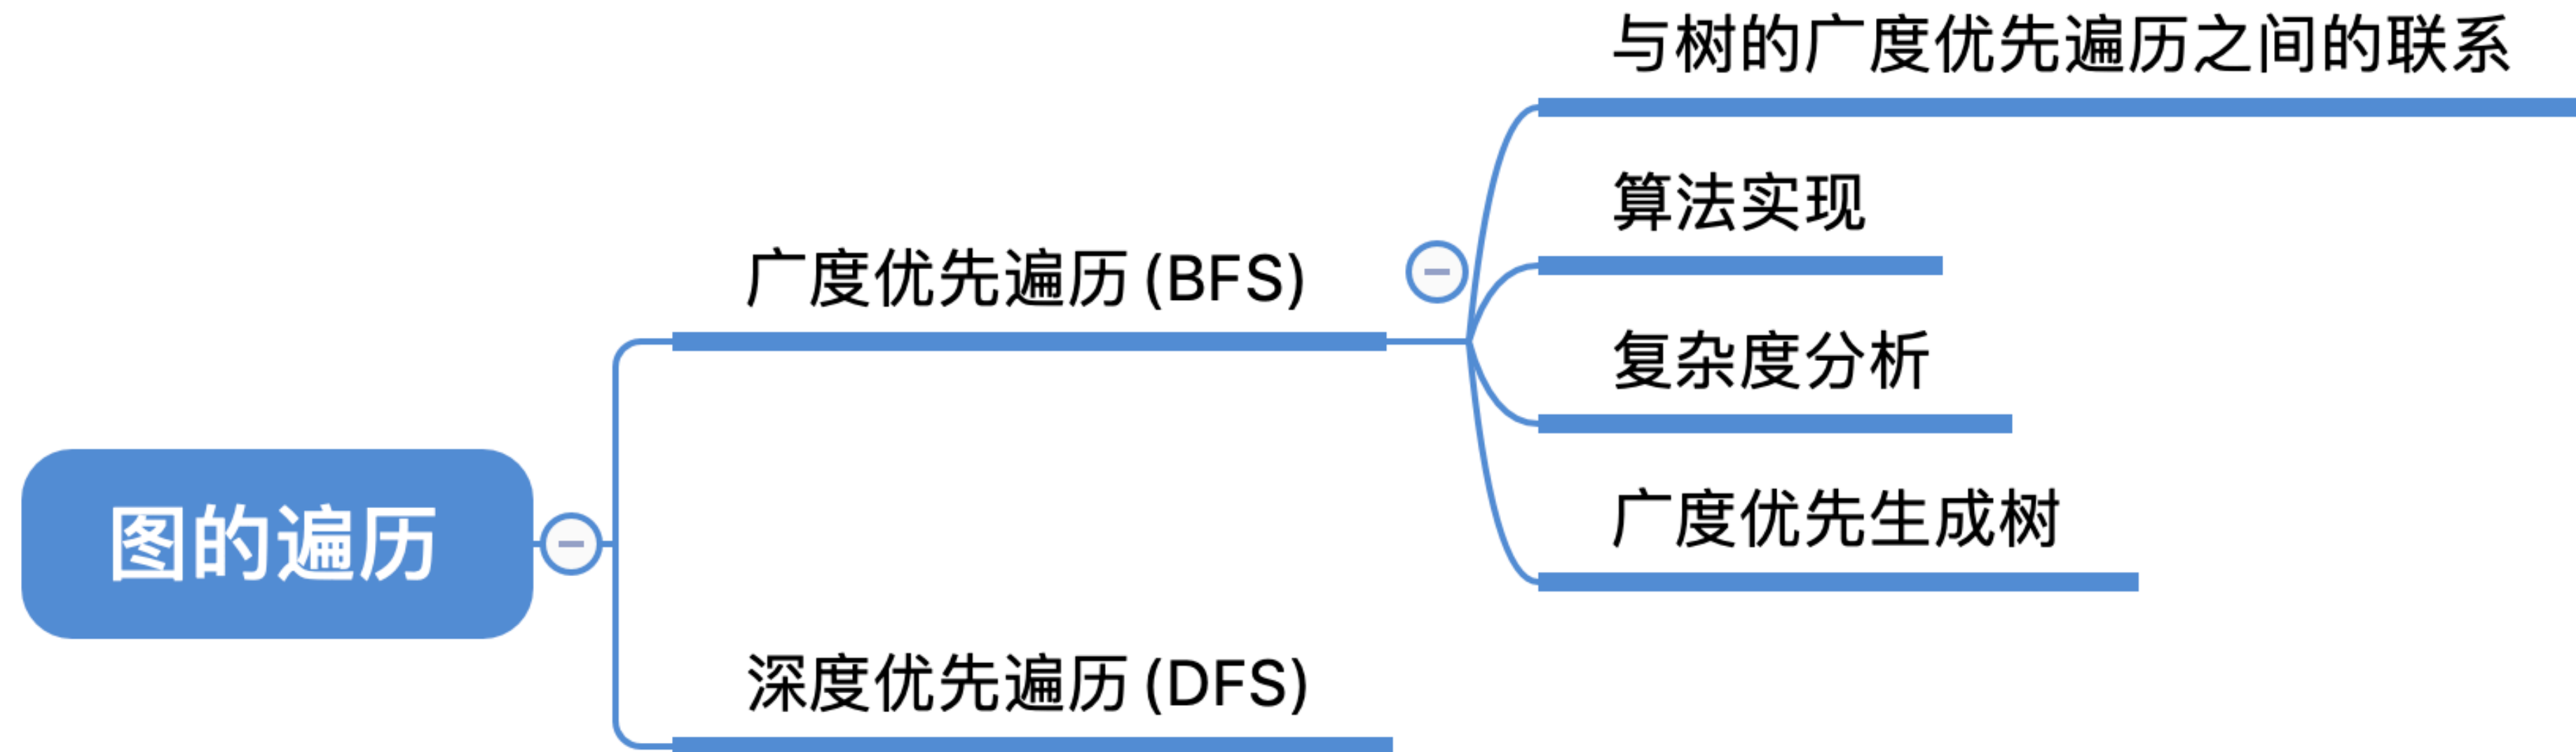 图的遍历
广度优先遍历 (BFS)
与树的广度优先遍历之间的联系
算法实现
复杂度分析
广度优先生成树
深度优先遍历 (DFS)